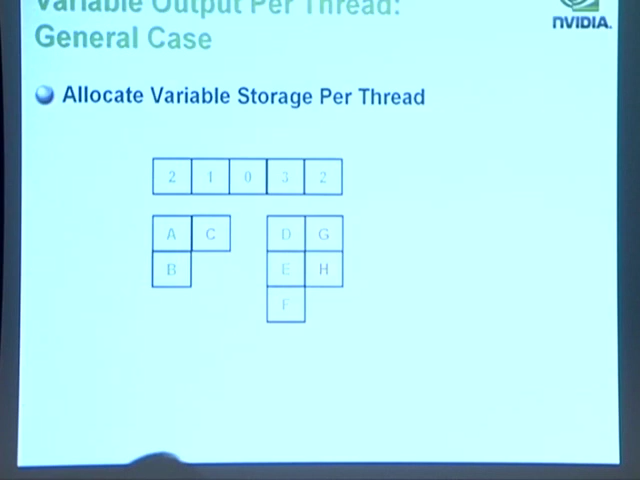 Variable Output Per Thread:
General Case
NVIDIA.
Allocate Variable Storage Per Thread
2 1 0 3 2
A C D G
B E H
F